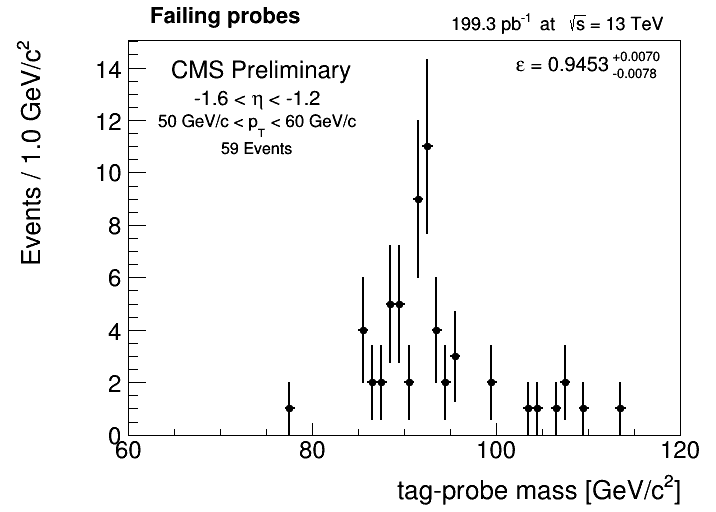 Failing probes
199.3 pb⁻¹ at √s = 13 TeV
CMS Preliminary
ε = 0.9453 +0.0070 -0.0078
-1.6 < η < -1.2
50 GeV/c < p_T < 60 GeV/c
59 Events
Events / 1.0 GeV/c²
14
12
10
8
6
4
2
0
60 80 100 120
tag-probe mass [GeV/c²]